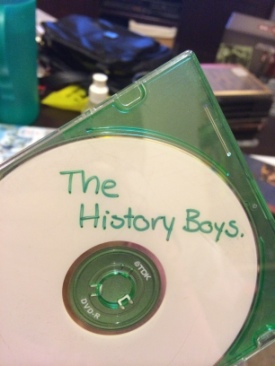 The
History Boys.
TDK
DVD-R